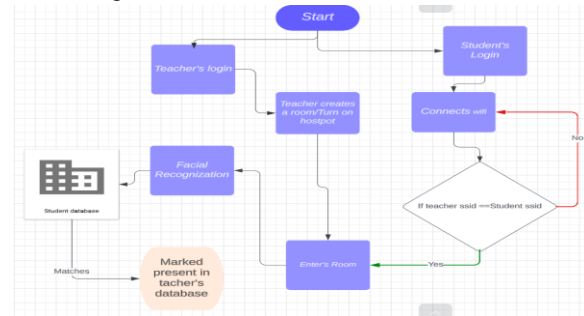 Start
Teacher's login
Student's
Login
Teacher creates
a room/Turn on
hostpot
Connects wifi
No
Facial
Recognization
Student database
If teacher ssid ==Student ssid
Yes
Enter's Room
Matches
Marked
present in
tacher's
database